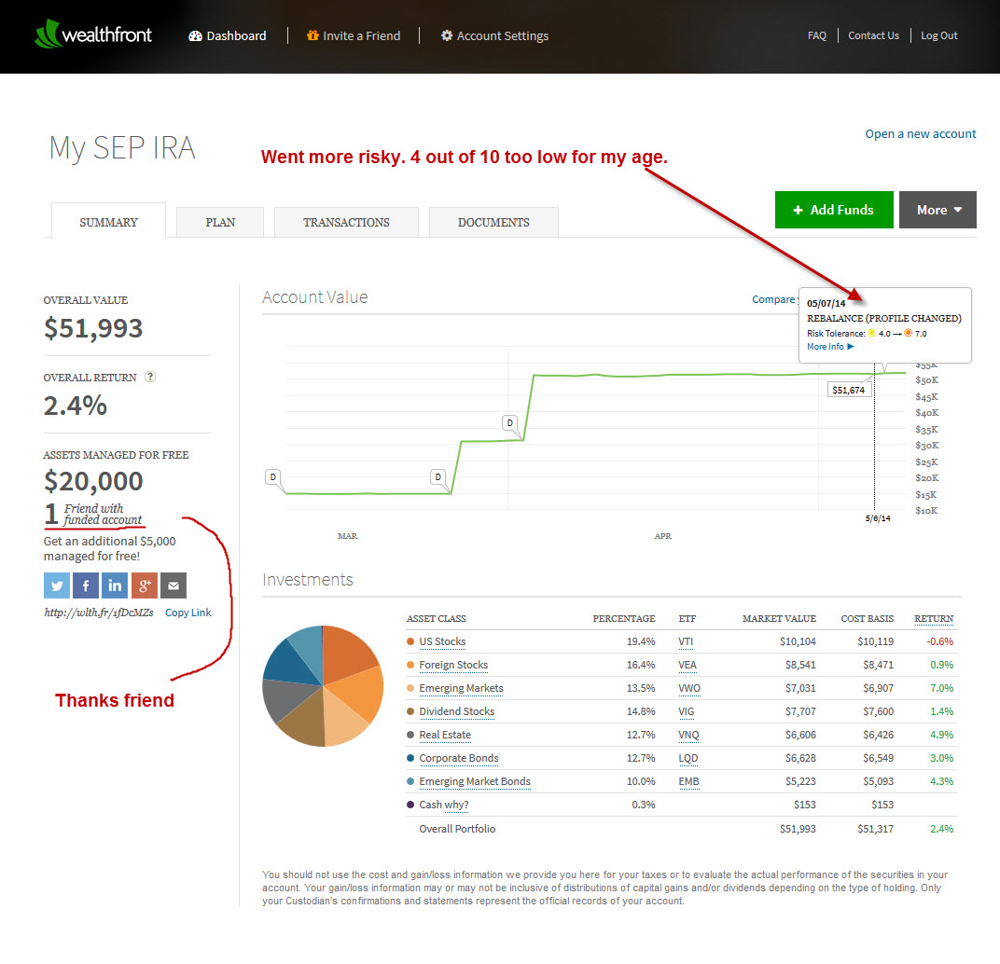 wealthfront
Dashboard
Invite a Friend
Account Settings
FAQ
Contact Us
Log Out
My SEP IRA
Went more risky. 4 out of 10 too low for my age.
Open a new account
+ Add Funds
More
SUMMARY
PLAN
TRANSACTIONS
DOCUMENTS
OVERALL VALUE
$51,993
OVERALL RETURN ?
2.4%
ASSETS MANAGED FOR FREE
$20,000
1 Friend with
funded account
Get an additional $5,000
managed for free!
f
in
g+
http://wlth.fr/1fDcMZs Copy Link
Thanks friend
Account Value
Compare
05/07/14
REBALANCE (PROFILE CHANGED)
Risk Tolerance: 4.0 → 7.0
More Info ▶
$55K
$50K
$45K
$40K
$35K
$30K
$25K
$20K
$15K
$10K
$51,674
D
D
D
5/6/14
MAR
APR
Investments
ASSET CLASS PERCENTAGE ETF MARKET VALUE COST BASIS RETURN
US Stocks 19.4% VTI $10,104 $10,119 -0.6%
Foreign Stocks 16.4% VEA $8,541 $8,471 0.9%
Emerging Markets 13.5% VWO $7,031 $6,907 7.0%
Dividend Stocks 14.8% VIG $7,707 $7,600 1.4%
Real Estate 12.7% VNQ $6,606 $6,426 4.9%
Corporate Bonds 12.7% LQD $6,628 $6,549 3.0%
Emerging Market Bonds 10.0% EMB $5,223 $5,093 4.3%
Cash why? 0.3% $153 $153
Overall Portfolio $51,993 $51,317 2.4%
You should not use the cost and gain/loss information we provide you here for your taxes or to evaluate the actual performance of the securities in your
account. Your gain/loss information may or may not be inclusive of distributions of capital gains and/or dividends depending on the type of holding. Only
your Custodian's confirmations and statements represent the official records of your account.